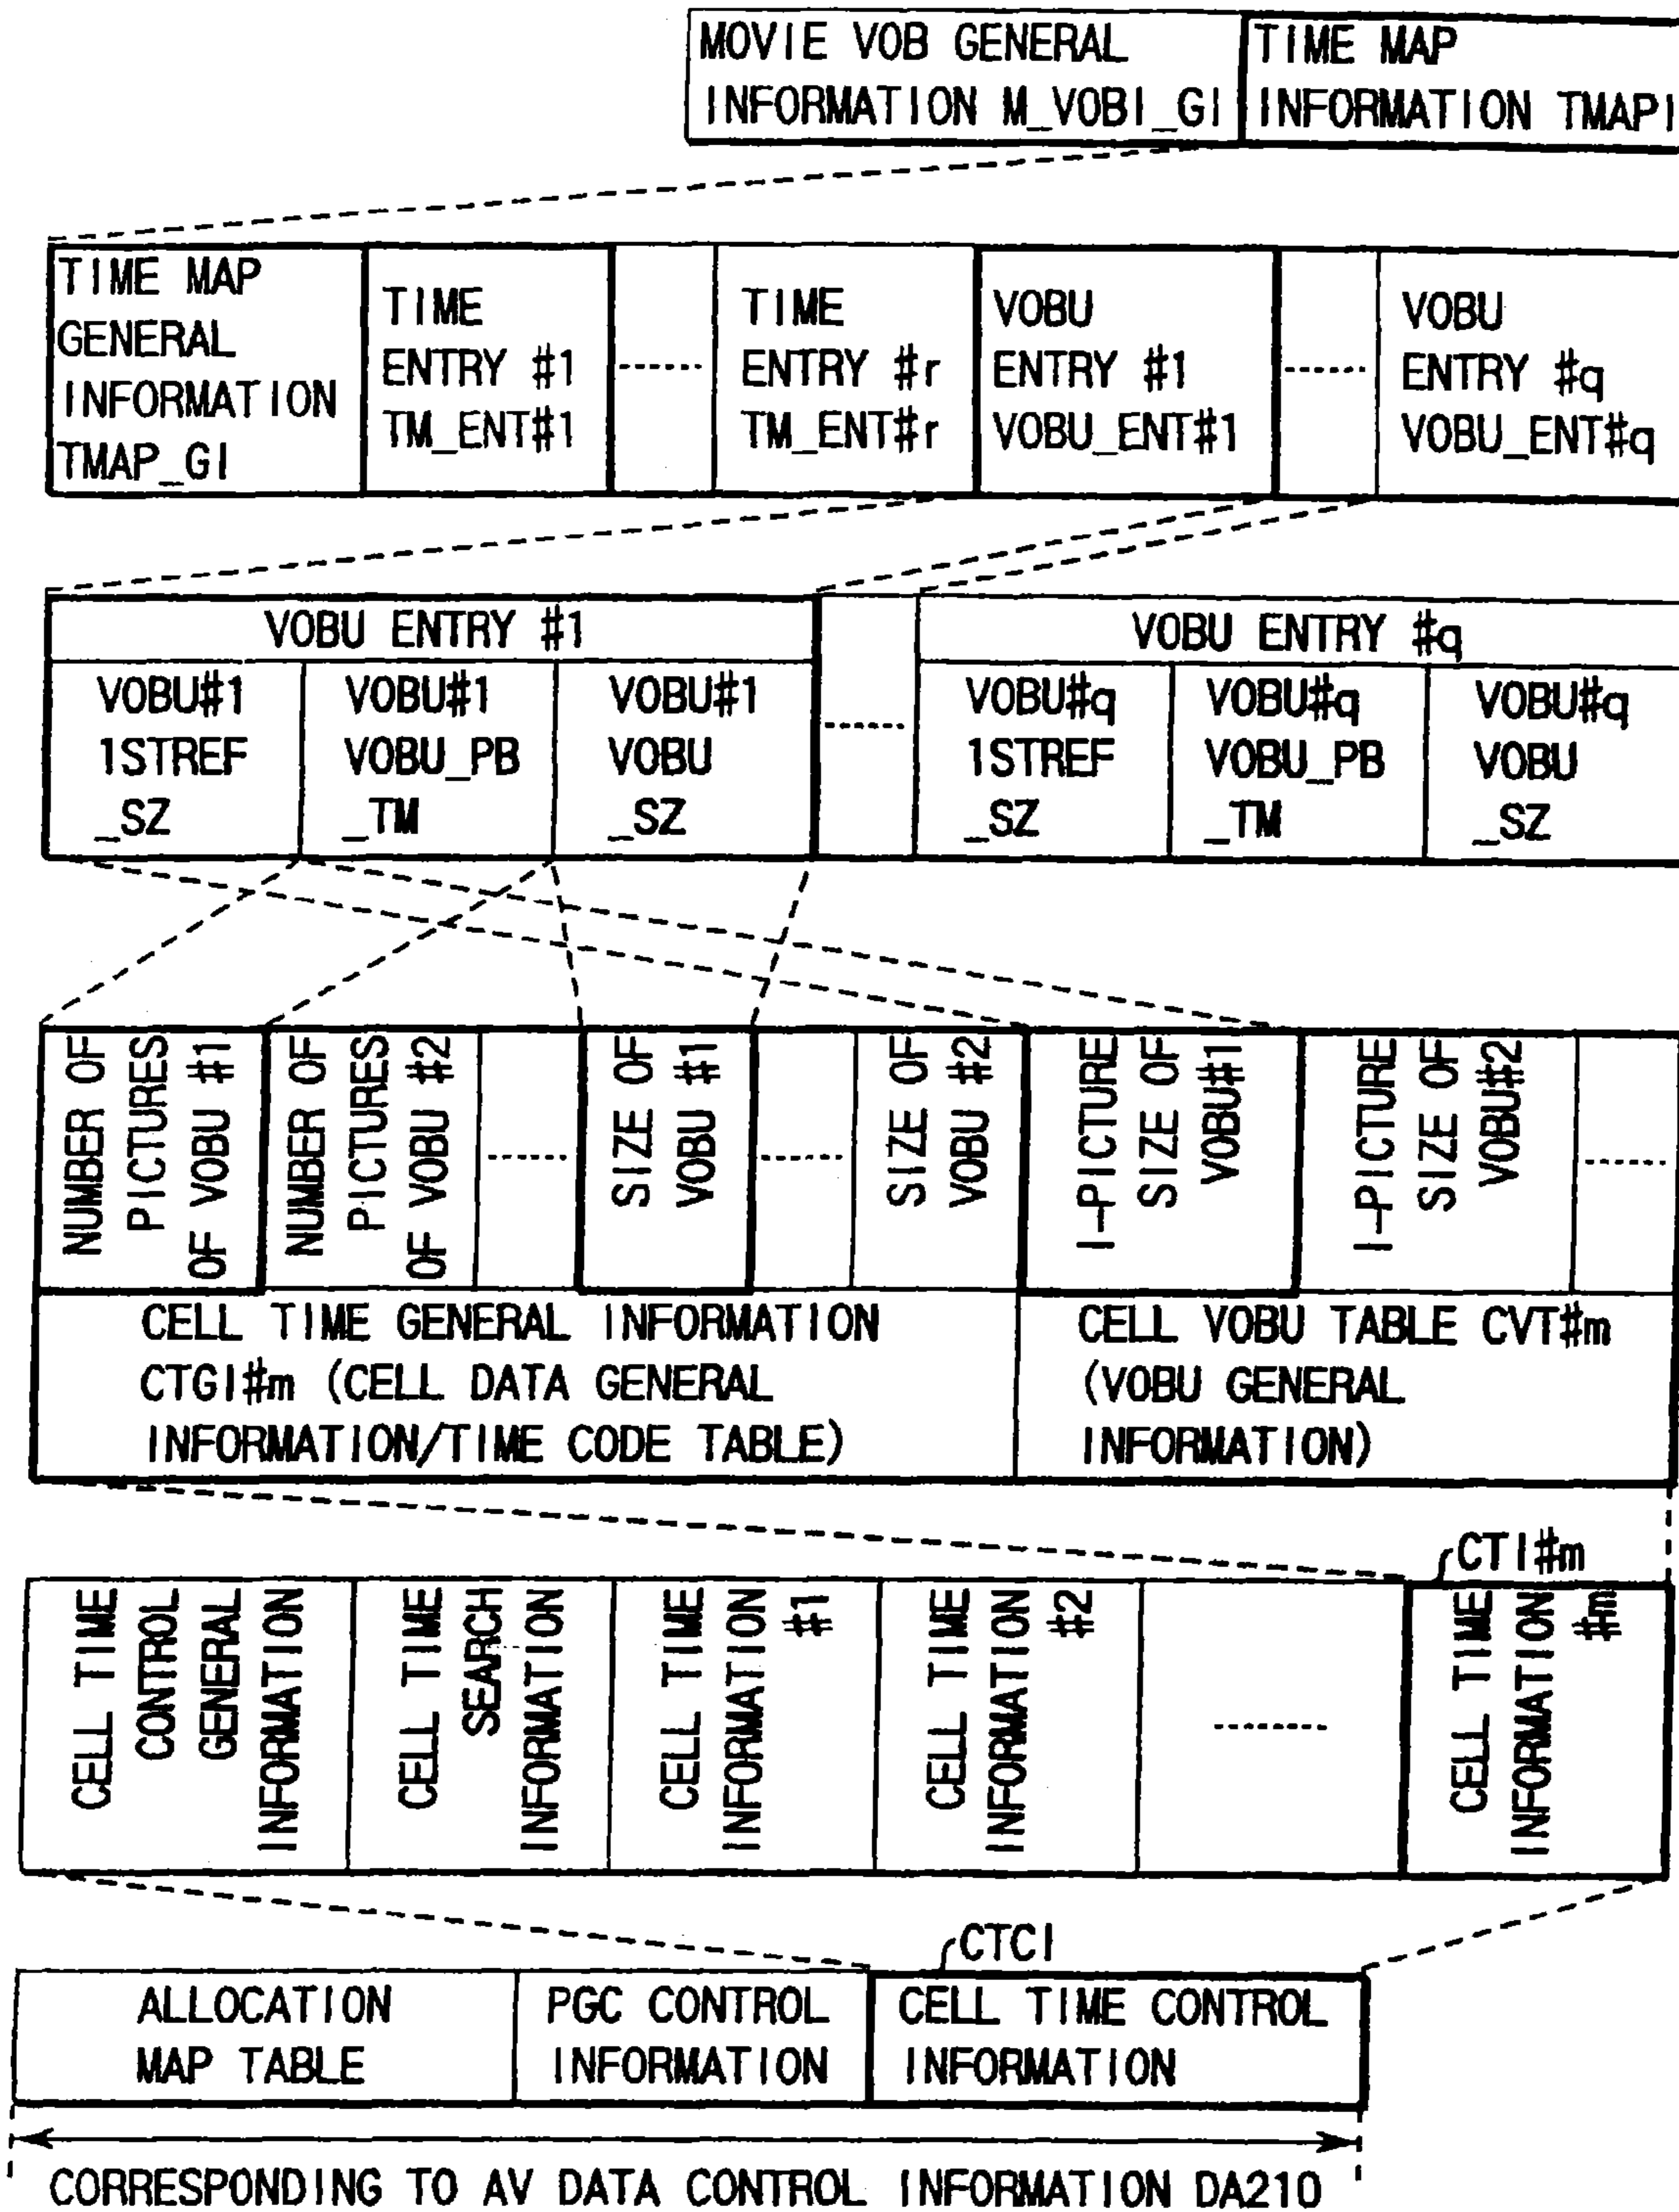 MOVIE VOB GENERAL
INFORMATION M_VOBI_GI
TIME MAP
INFORMATION TMAPI
TIME MAP
GENERAL
INFORMATION
TMAP_GI
TIME
ENTRY #1
TM_ENT#1
TIME
ENTRY #r
TM_ENT#r
VOBU
ENTRY #1
VOBU_ENT#1
VOBU
ENTRY #q
VOBU_ENT#q
VOBU ENTRY #1
VOBU ENTRY #q
VOBU#1
1STREF
_SZ
VOBU#1
VOBU_PB
_TM
VOBU#1
VOBU
_SZ
VOBU#q
1STREF
_SZ
VOBU#q
VOBU_PB
_TM
VOBU#q
VOBU
_SZ
NUMBER OF
PICTURES
OF VOBU #1
NUMBER OF
PICTURES
OF VOBU #2
SIZE OF
VOBU #1
SIZE OF
VOBU #2
I-PICTURE
SIZE OF
VOBU#1
I-PICTURE
SIZE OF
VOBU#2
CELL TIME GENERAL INFORMATION
CTGI#m (CELL DATA GENERAL
INFORMATION/TIME CODE TABLE)
CELL VOBU TABLE CVT#m
(VOBU GENERAL
INFORMATION)
CTI#m
CELL TIME
CONTROL
GENERAL
INFORMATION
CELL TIME
SEARCH
INFORMATION
CELL TIME
INFORMATION
#1
CELL TIME
INFORMATION
#2
CELL TIME
INFORMATION
#m
CTCI
ALLOCATION
MAP TABLE
PGC CONTROL
INFORMATION
CELL TIME CONTROL
INFORMATION
CORRESPONDING TO AV DATA CONTROL INFORMATION DA210